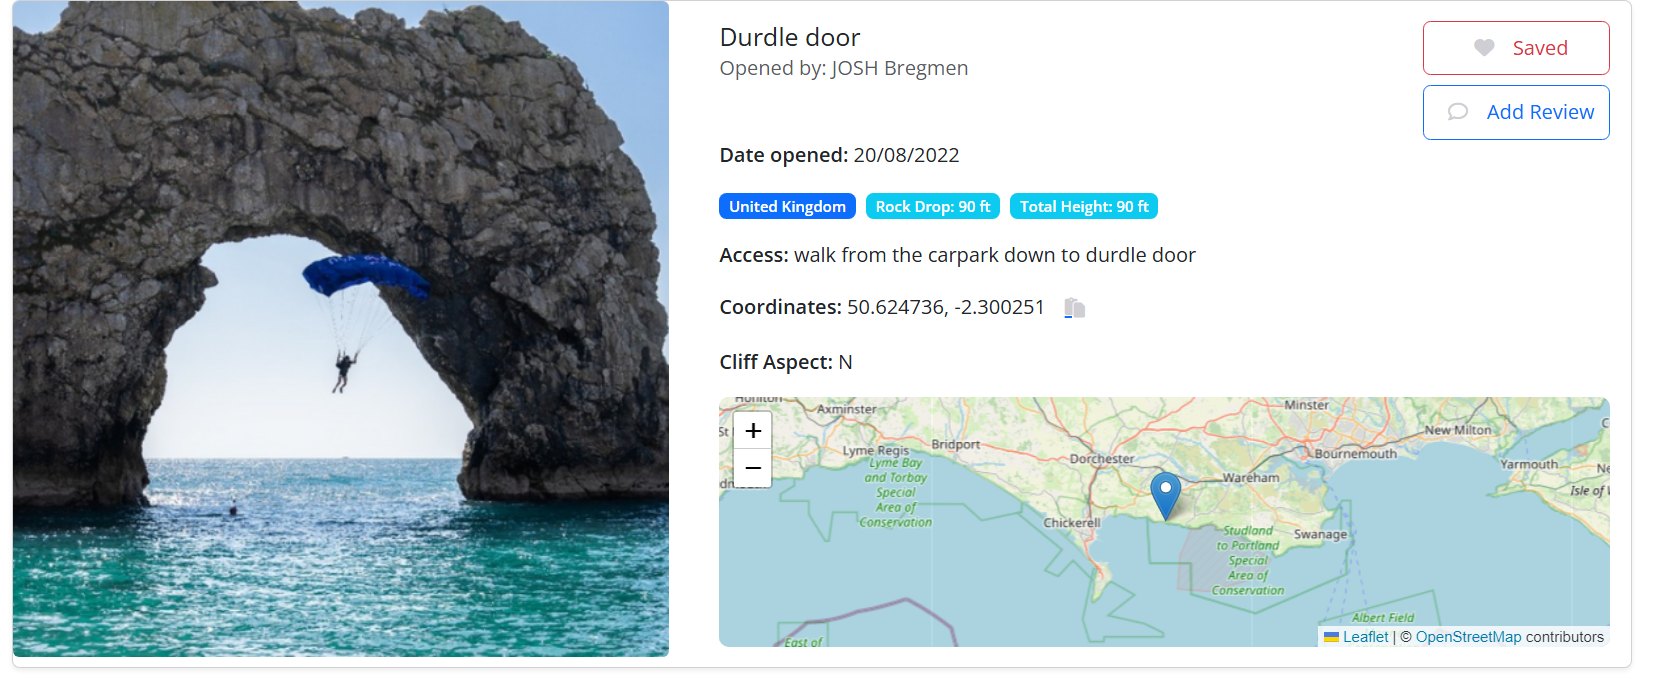 Durdle door
Opened by: JOSH Bregmen
Saved
Add Review
Date opened: 20/08/2022
United Kingdom
Rock Drop: 90 ft
Total Height: 90 ft
Access: walk from the carpark down to durdle door
Coordinates: 50.624736, -2.300251
Cliff Aspect: N
+
−
Honiton
Axminster
Minster
New Milton
Bridport
Lyme Regis
Dorchester
Bournemouth
Yarmouth
Lyme Bay
and Torbay
Special
Area of
Conservation
Wareham
Isle of
Chickerell
Studland
to Portland
Special
Area of
Conservation
Swanage
Albert Field
East of
Leaflet | © OpenStreetMap contributors